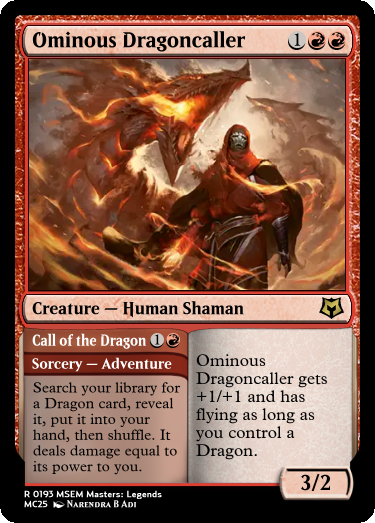 Ominous Dragoncaller 1
Creature — Human Shaman
Call of the Dragon 1
Sorcery — Adventure
Search your library for
a Dragon card, reveal
it, put it into your
hand, then shuffle. It
deals damage equal to
its power to you.
Ominous
Dragoncaller gets
+1/+1 and has
flying as long as
you control a
Dragon.
3/2
R 0193 MSEM Masters: Legends
MC25 Narendra B Adi